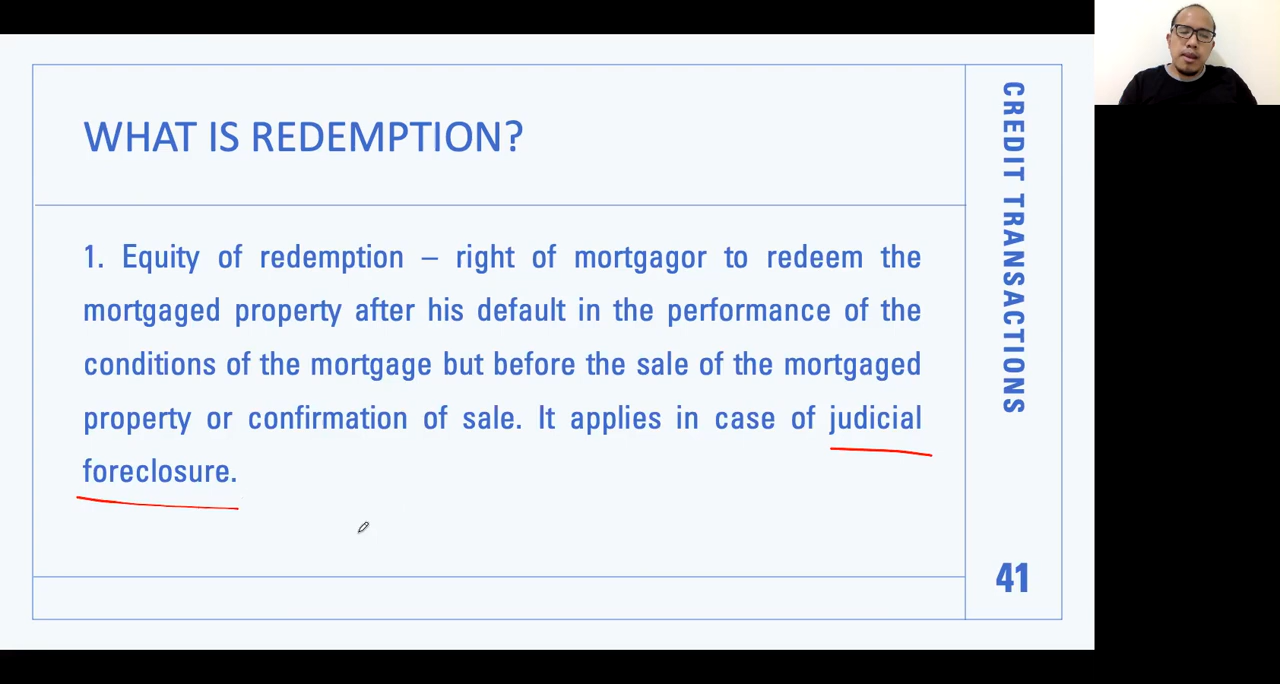 WHAT IS REDEMPTION?
1. Equity of redemption – right of mortgagor to redeem the
mortgaged property after his default in the performance of the
conditions of the mortgage but before the sale of the mortgaged
property or confirmation of sale. It applies in case of judicial
foreclosure.
CREDIT TRANSACTIONS
41